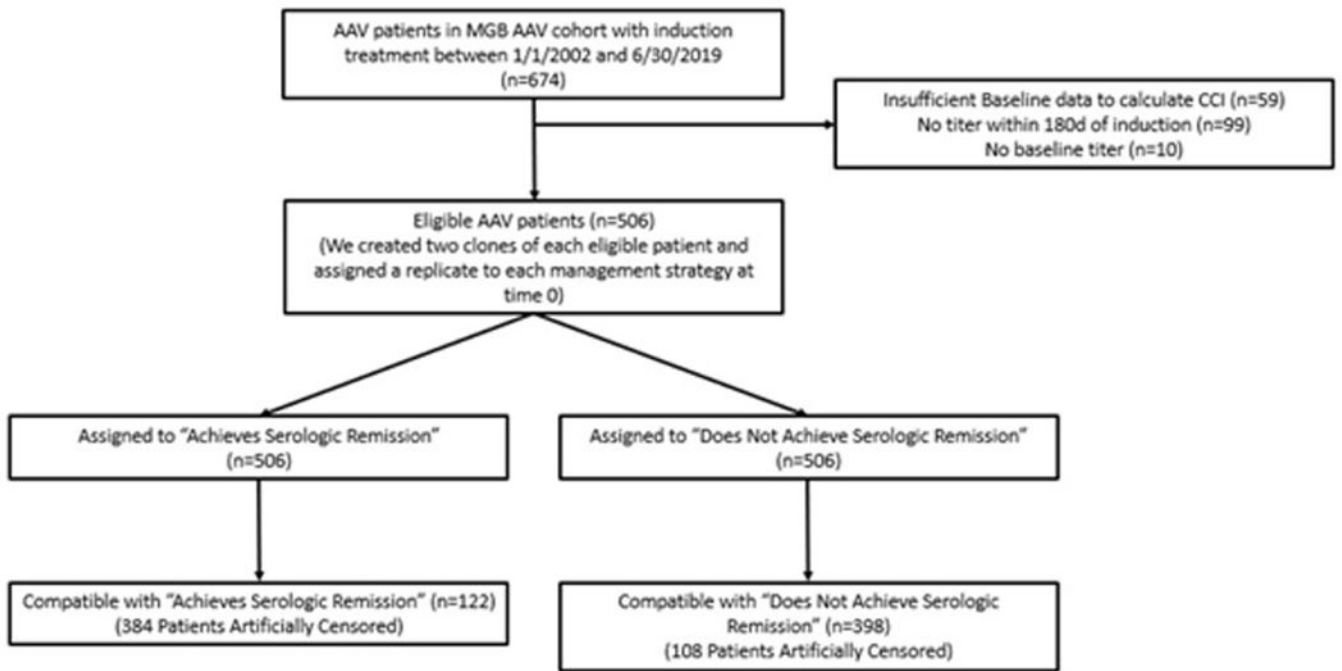 AAV patients in MGB AAV cohort with induction
treatment between 1/1/2002 and 6/30/2019
(n=674)
Insufficient Baseline data to calculate CCI (n=59)
No titer within 180d of induction (n=99)
No baseline titer (n=10)
Eligible AAV patients (n=506)
(We created two clones of each eligible patient and
assigned a replicate to each management strategy at
time 0)
Assigned to "Achieves Serologic Remission"
(n=506)
Assigned to "Does Not Achieve Serologic Remission"
(n=506)
Compatible with "Achieves Serologic Remission" (n=122)
(384 Patients Artificially Censored)
Compatible with "Does Not Achieve Serologic
Remission" (n=398)
(108 Patients Artificially Censored)